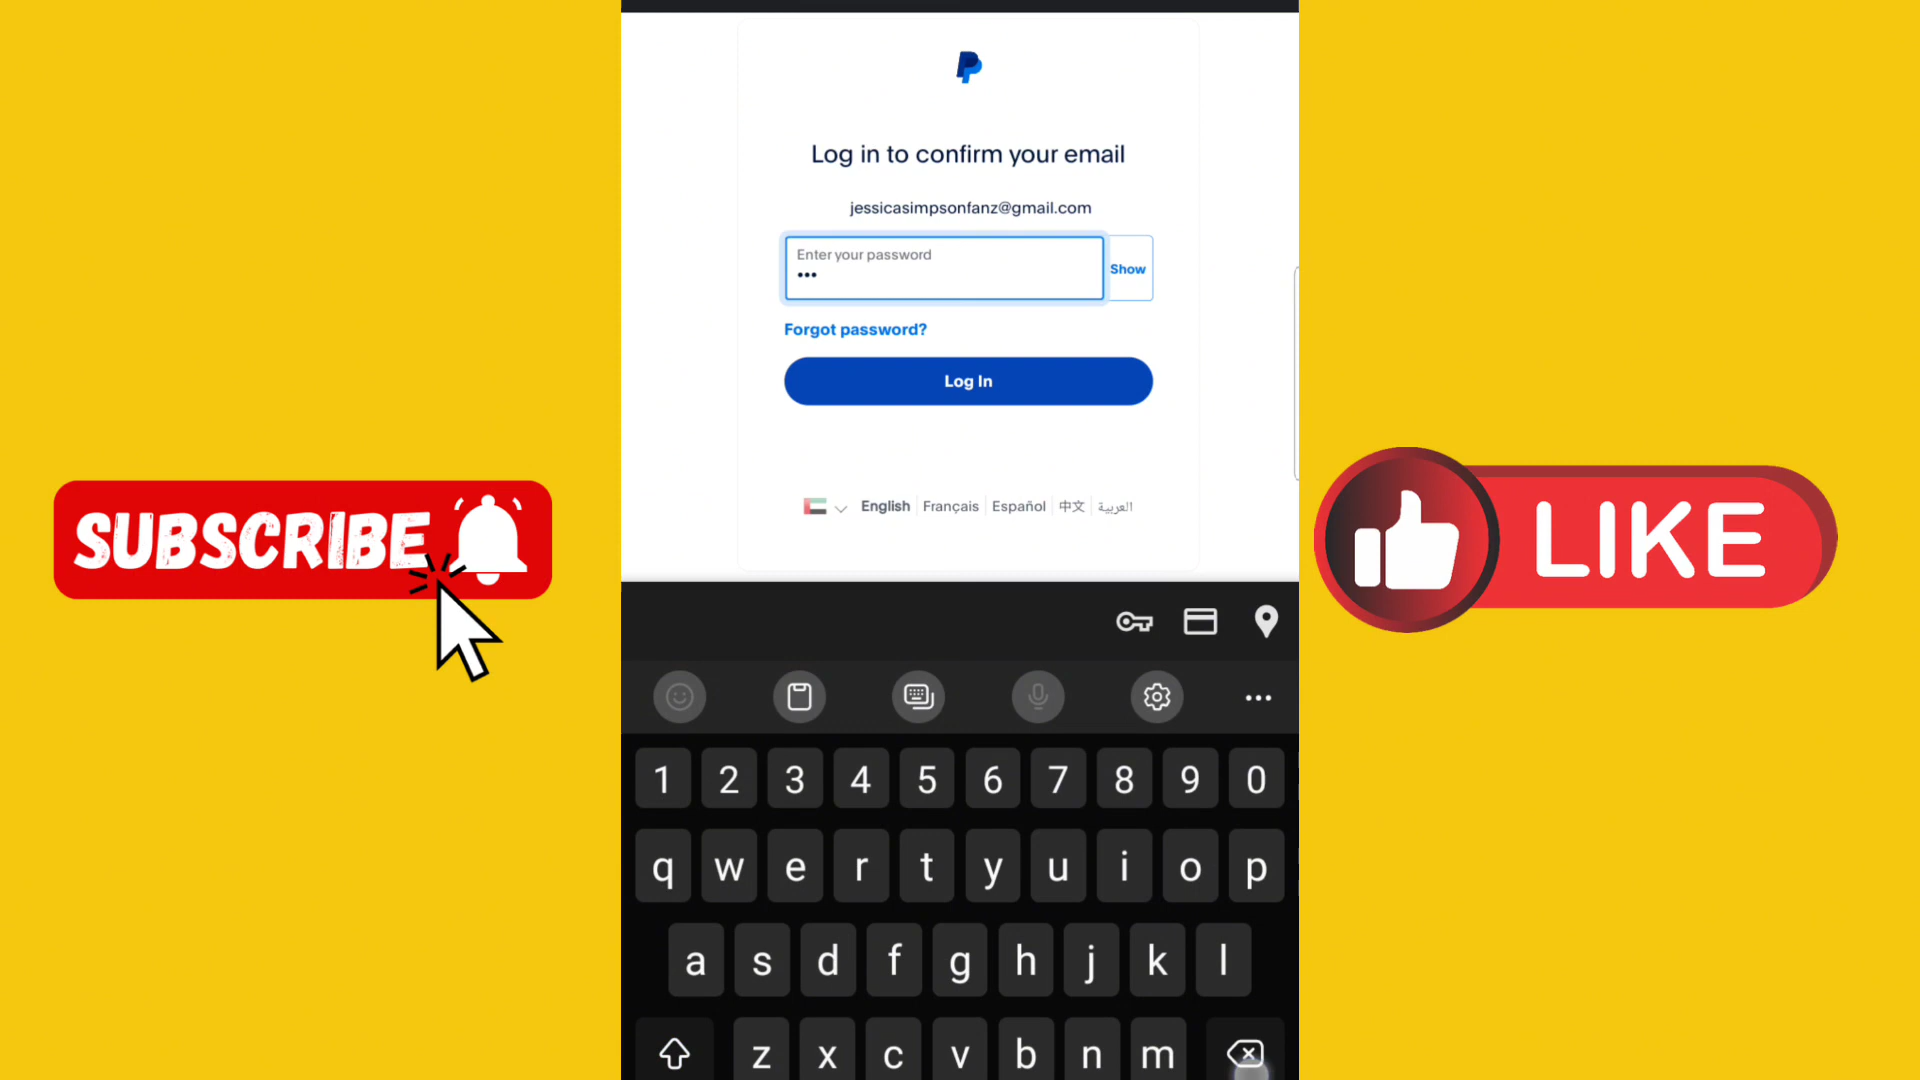 Log in to confirm your email
jessicasimpsonfanz@gmail.com
Enter your password
•••
Show
Forgot password?
Log In
English Français Español 中文 العربية
SUBSCRIBE
LIKE
1 2 3 4 5 6 7 8 9 0
q w e r t y u i o p
a s d f g h j k l
z x c v b n m